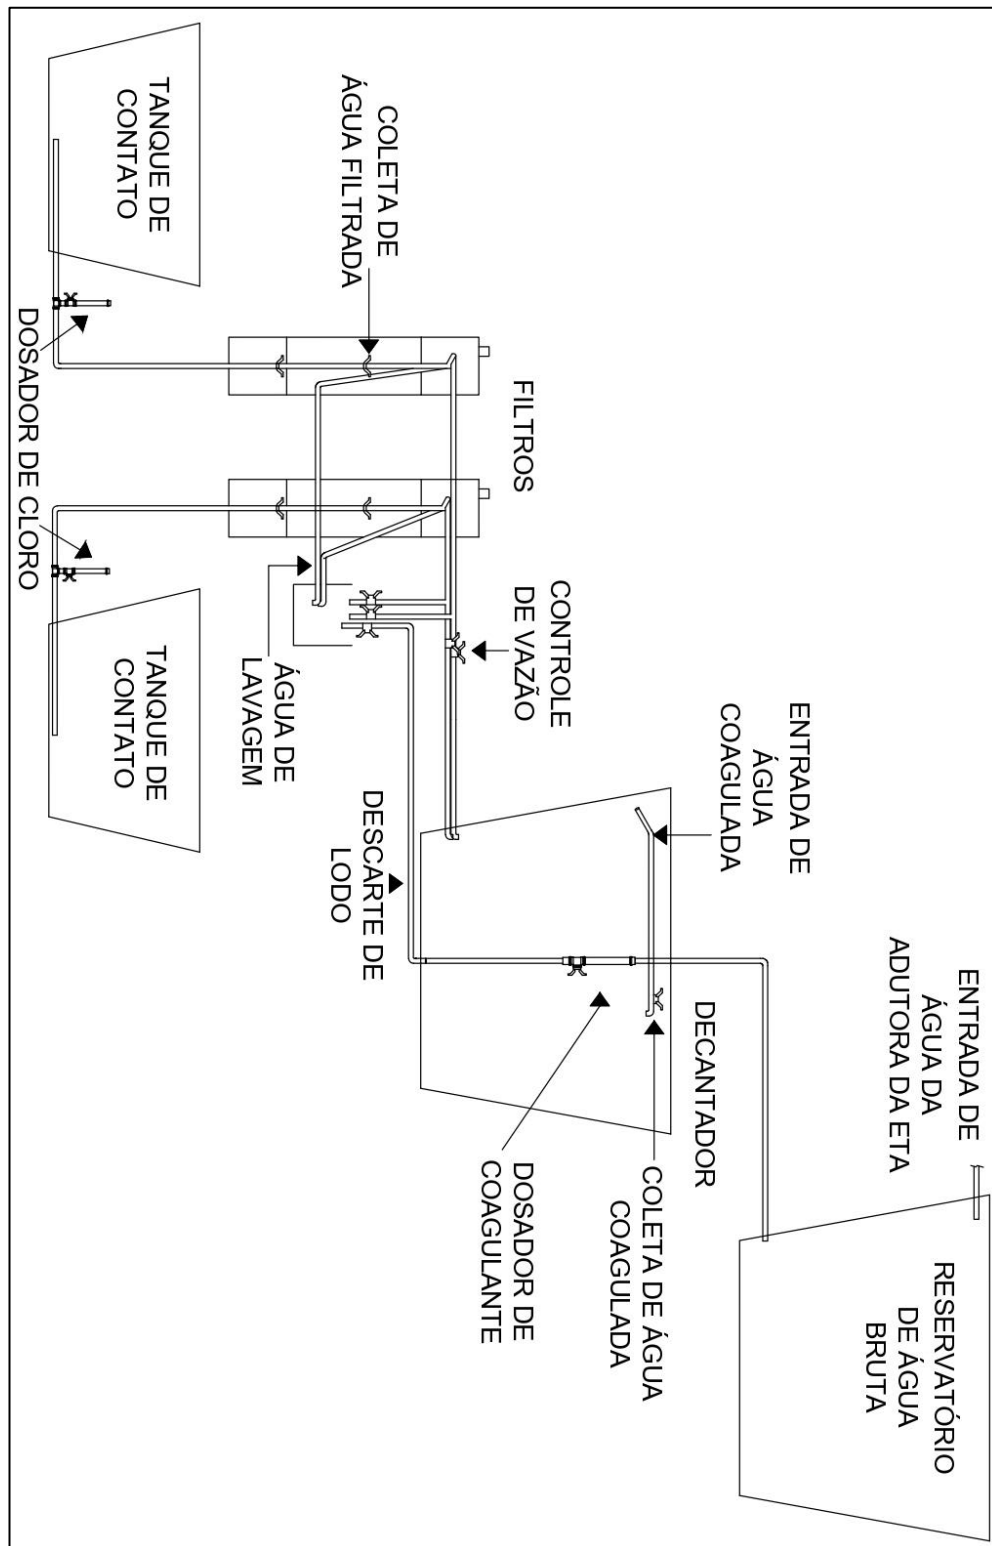 ENTRADA DE
ÁGUA DA
ADUTORA DA ETA
RESERVATÓRIO
DE ÁGUA
BRUTA
ENTRADA DE
ÁGUA
COAGULADA
DECANTADOR
COLETA DE ÁGUA
COAGULADA
CONTROLE
DE VAZÃO
FILTROS
DOSADOR DE
COAGULANTE
COLETA DE
ÁGUA FILTRADA
DESCARTE DE
LODO
ÁGUA DE
LAVAGEM
TANQUE DE
CONTATO
TANQUE DE
CONTATO
DOSADOR DE CLORO